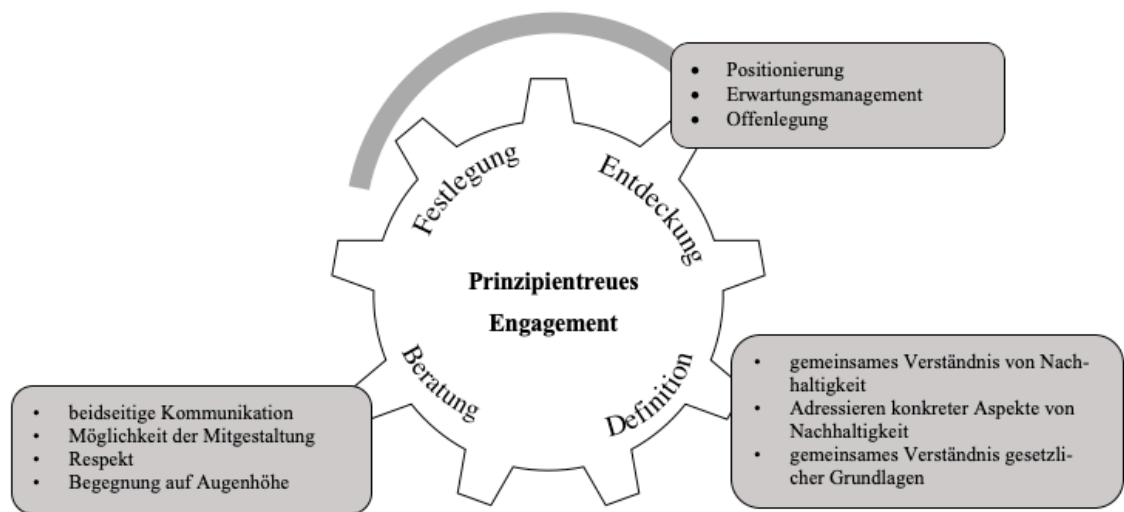 • Positionierung
• Erwartungsmanagement
• Offenlegung
Festlegung
Entdeckung
Prinzipientreues
Engagement
Beratung
Definition
• gemeinsames Verständnis von Nach-
haltigkeit
• Adressieren konkreter Aspekte von
Nachhaltigkeit
• gemeinsames Verständnis gesetzli-
cher Grundlagen
• beidseitige Kommunikation
• Möglichkeit der Mitgestaltung
• Respekt
• Begegnung auf Augenhöhe